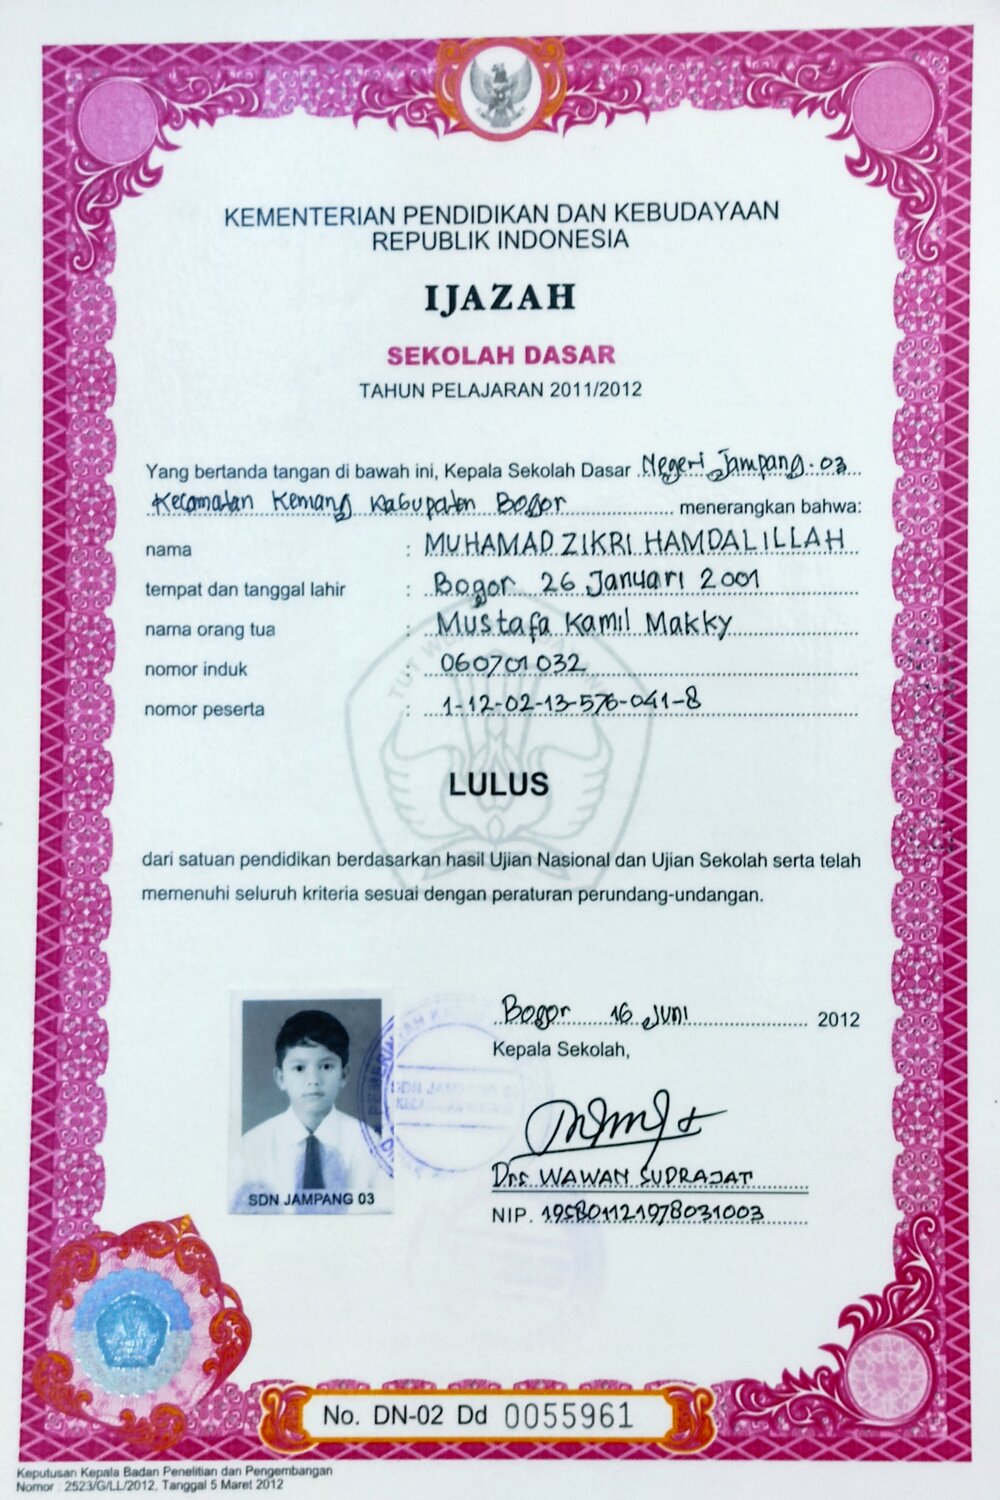 KEMENTERIAN PENDIDIKAN DAN KEBUDAYAAN
REPUBLIK INDONESIA
IJAZAH
SEKOLAH DASAR
TAHUN PELAJARAN 2011/2012
Yang bertanda tangan di bawah ini, Kepala Sekolah Dasar Negeri Jampang 03
Kecamatan Kemang Kabupaten Bogor menerangkan bahwa:
nama : MUHAMAD ZIKRI HAMDALILLAH
tempat dan tanggal lahir : Bogor 26 Januari 2001
nama orang tua : Mustafa Kamil Makky
nomor induk : 060701032
nomor peserta : 1-12-02-13-576-041-8
LULUS
dari satuan pendidikan berdasarkan hasil Ujian Nasional dan Ujian Sekolah serta telah
memenuhi seluruh kriteria sesuai dengan peraturan perundang-undangan.
Bogor 16 Juni 2012
Kepala Sekolah,
Drs. WAWAN SUPRAJAT
NIP. 195801121978031003
SDN JAMPANG 03
No. DN-02 Dd 0055961
Keputusan Kepala Badan Penelitian dan Pengembangan
Nomor : 2523/G/LL/2012, Tanggal 5 Maret 2012